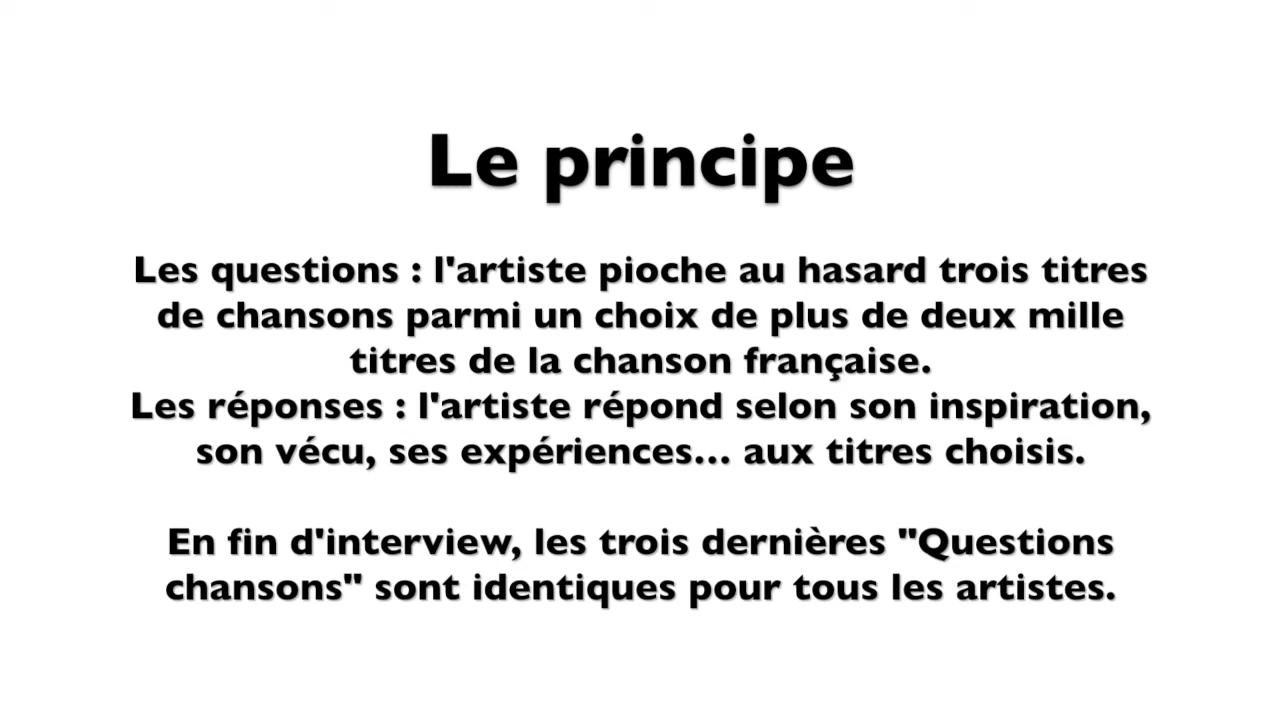 Le principe
Les questions : l'artiste pioche au hasard trois titres
de chansons parmi un choix de plus de deux mille
titres de la chanson française.
Les réponses : l'artiste répond selon son inspiration,
son vécu, ses expériences... aux titres choisis.
En fin d'interview, les trois dernières "Questions
chansons" sont identiques pour tous les artistes.